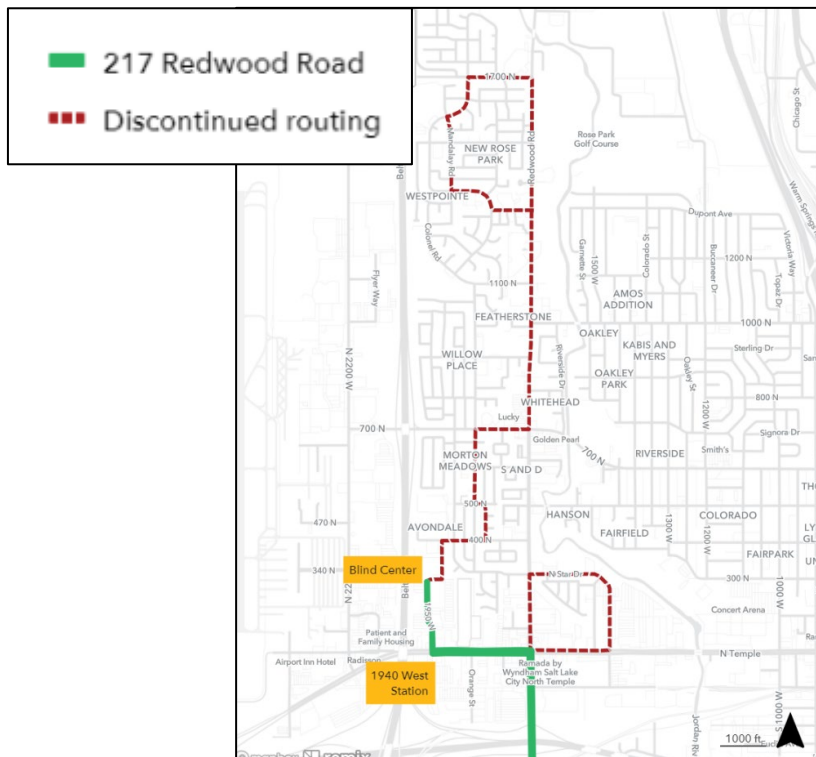 217 Redwood Road
Discontinued routing
1700 N
Chicago St
Redwood Rd
Mandalay Rd
NEW ROSE
PARK
Rose Park
Golf Course
WESTPOINTE
Dupont Ave
Colonel Rd
Garnette St
1500 W
Colorado St
Buccaneer Dr
Victoria Way
Topaz Dr
1200 N
Flyer Way
1100 N
AMOS
ADDITION
FEATHERSTONE
1000 N
OAKLEY
KABIS AND
MYERS
Sterling Dr
N 2200 W
WILLOW
PLACE
Riverside Dr
OAKLEY
PARK
Oakley St
1200 W
800 N
WHITEHEAD
Lucky
700 N
Golden Pearl
700 N
Signora Dr
Smith's
MORTON
MEADOWS
S AND D
RIVERSIDE
500 N
HANSON
COLORADO
470 N
AVONDALE
400 N
FAIRFIELD
1300 W
1200 W
FAIRPARK
Blind Center
340 N
N Star Dr
300 N
1000 W
1950 W
Concert Arena
Patient and
Family Housing
Airport Inn Hotel
Radisson
N Temple
1940 West
Station
Orange St
Ramada by
Wyndham Salt Lake
City North Temple
Jordan Riv
S 1000 W
1000 ft